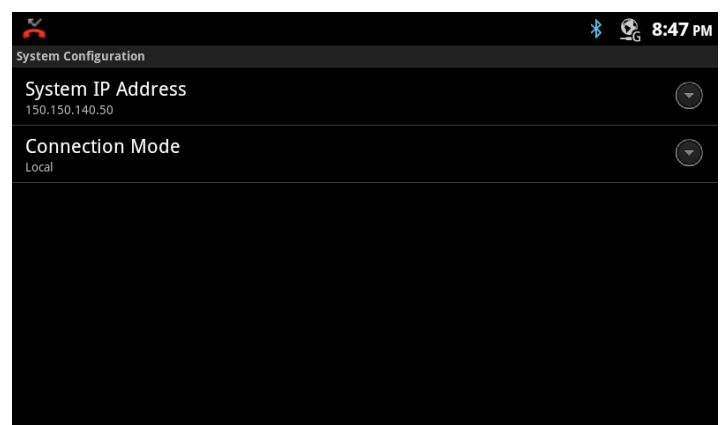 G 8:47 PM
System Configuration
System IP Address
150.150.140.50
Connection Mode
Local